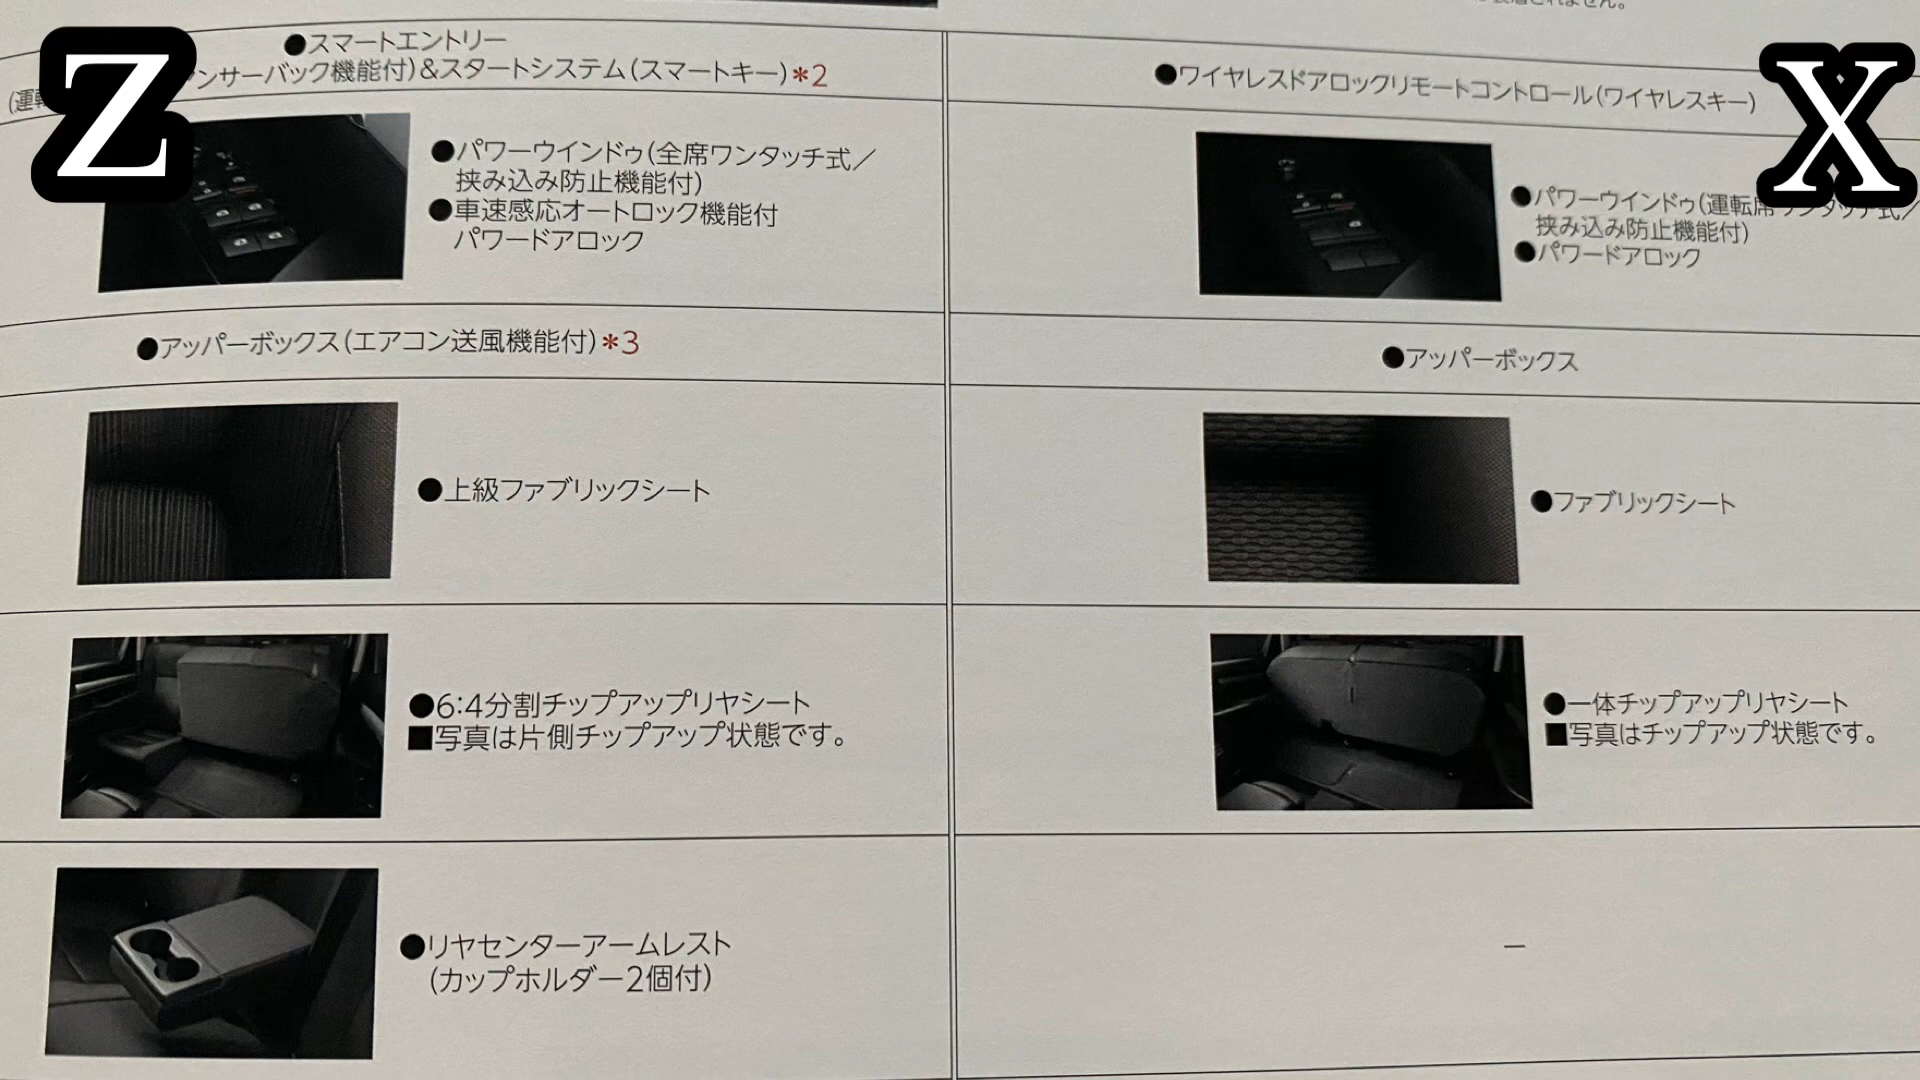 Z
X
されません。
●スマートエントリー
ンサーバック機能付)&スタートシステム(スマートキー)*2
(運転
●パワーウインドゥ(全席ワンタッチ式/
挟み込み防止機能付)
●車速感応オートロック機能付
パワードアロック
●アッパーボックス(エアコン送風機能付)*3
●上級ファブリックシート
●6:4分割チップアップリヤシート
■写真は片側チップアップ状態です。
●リヤセンターアームレスト
(カップホルダー2個付)
●ワイヤレスドアロックリモートコントロール(ワイヤレスキー)
●パワーウインドゥ(運転席ワンタッチ式/
挟み込み防止機能付)
●パワードアロック
●アッパーボックス
●ファブリックシート
●一体チップアップリヤシート
■写真はチップアップ状態です。
–